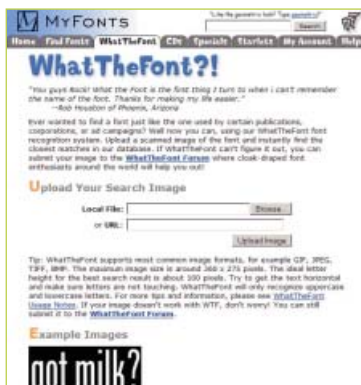 MYFONTS
"Like the geometric look? Type geometric"
Search
Home Find Fonts WhatTheFont CDs Specials Starlets My Account Help
WhatTheFont?!
"You guys Rock! What the Font is the first thing I turn to when i can't remember
the name of the font. Thanks for making my life easier."
--Rob Houston of Phoenix, Arizona
Ever wanted to find a font just like the one used by certain publications,
corporations, or ad campaigns? Well now you can, using our WhatTheFont font
recognition system. Upload a scanned image of the font and instantly find the
closest matches in our database. If WhatTheFont can't figure it out, you can
submit your image to the WhatTheFont Forum where cloak-draped font
enthusiasts around the world will help you out!
Upload Your Search Image
Local File: Browse...
or URL:
Upload Image
Tip: WhatTheFont supports most common image formats, for example GIF, JPEG,
TIFF, BMP. The maximum image size is around 360 x 275 pixels. The ideal letter
height for the best search result is about 100 pixels. Try to get the text horizontal
and make sure letters are not touching. WhatTheFont will only recognize uppercase
and lowercase letters. For more tips and information, please see WhatTheFont
Usage Notes. If your image doesn't work with WTF, don't worry! You can still
submit it to the WhatTheFont Forum.
Example Images
got milk?